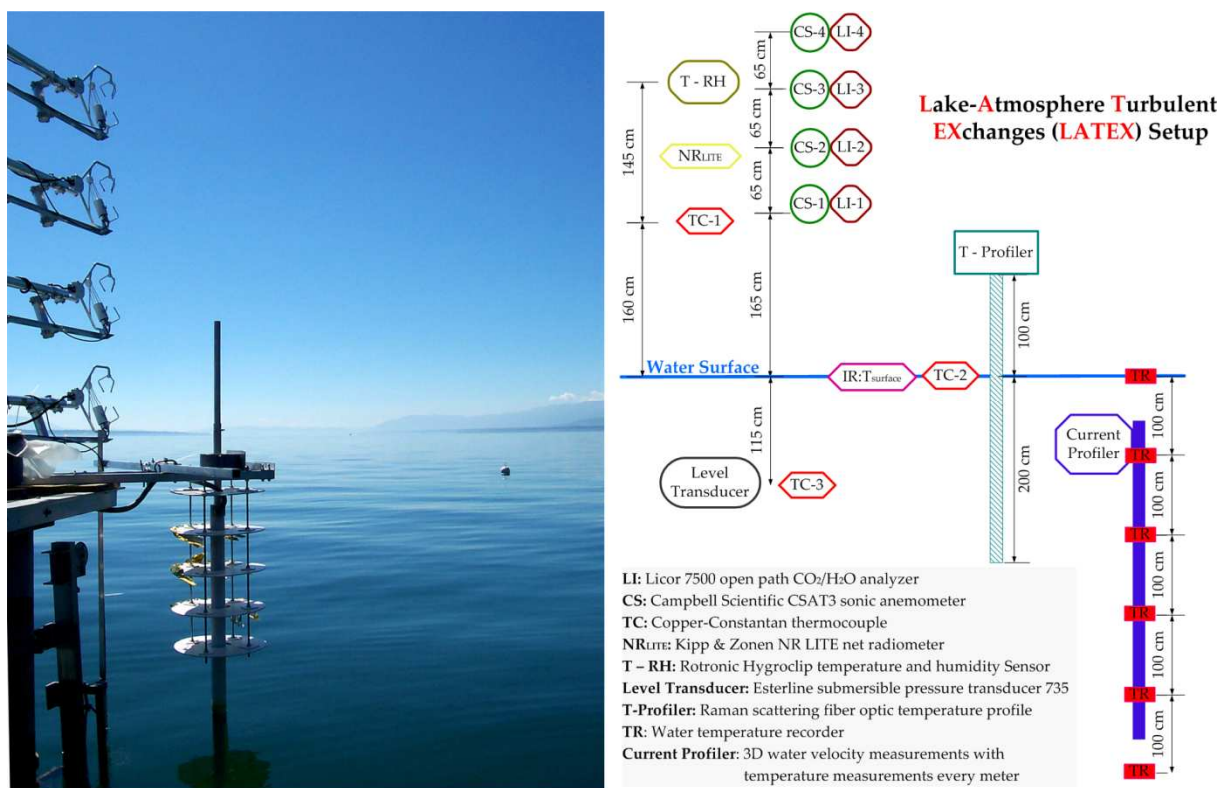 Lake-Atmosphere Turbulent
EXchanges (LATEX) Setup
CS-4
LI-4
65 cm
T - RH
CS-3
LI-3
65 cm
145 cm
NRLITE
CS-2
LI-2
65 cm
CS-1
LI-1
TC-1
T - Profiler
160 cm
165 cm
100 cm
Water Surface
IR:Tsurface
TC-2
TR
115 cm
200 cm
100 cm
Current
Profiler
TR
Level
Transducer
TC-3
100 cm
TR
100 cm
TR
100 cm
TR
100 cm
TR
LI: Licor 7500 open path CO₂/H₂O analyzer
CS: Campbell Scientific CSAT3 sonic anemometer
TC: Copper-Constantan thermocouple
NRLITE: Kipp & Zonen NR LITE net radiometer
T – RH: Rotronic Hygroclip temperature and humidity Sensor
Level Transducer: Esterline submersible pressure transducer 735
T-Profiler: Raman scattering fiber optic temperature profile
TR: Water temperature recorder
Current Profiler: 3D water velocity measurements with
temperature measurements every meter